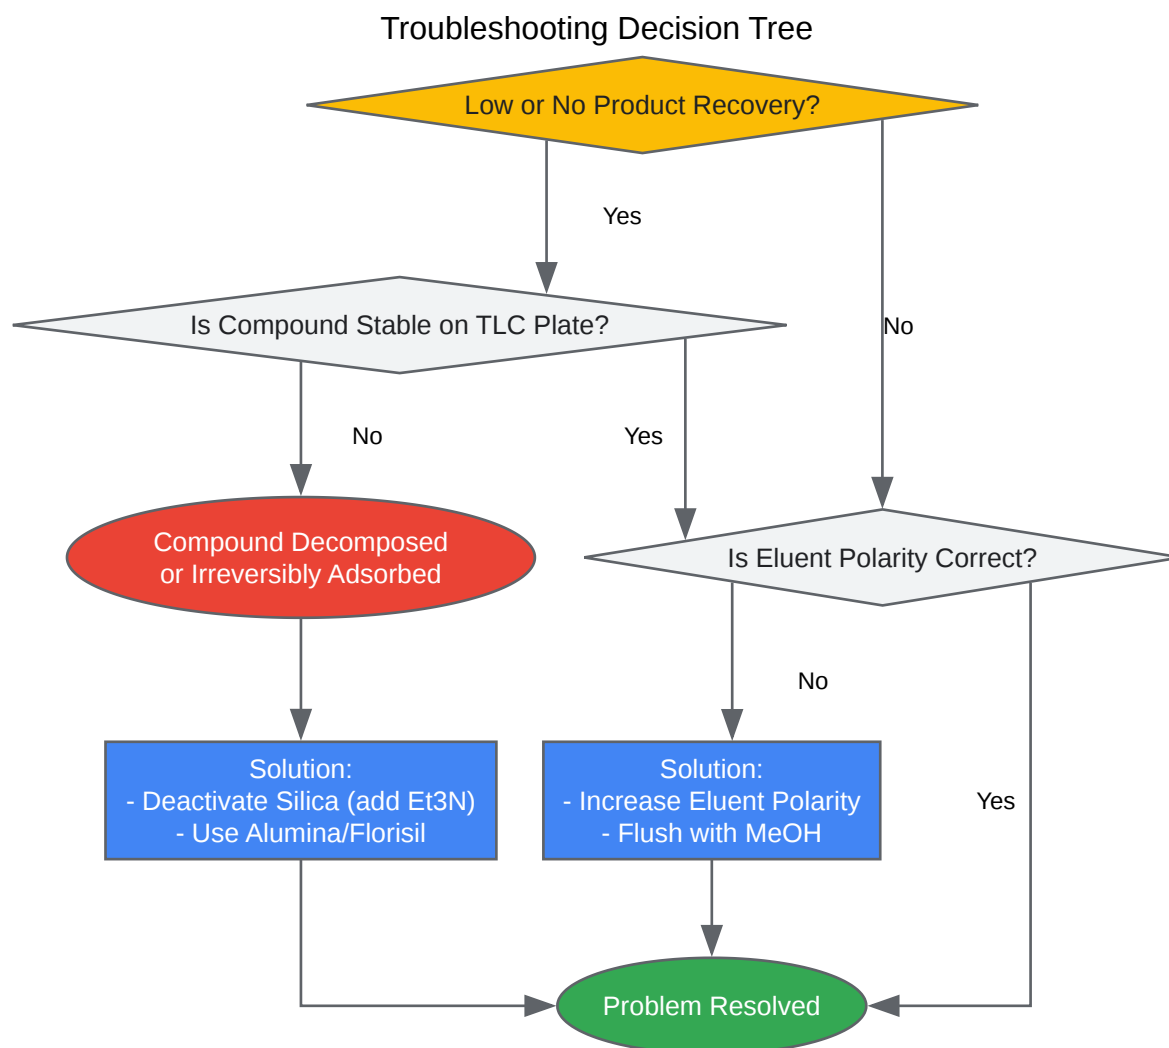 Troubleshooting Decision Tree
Low or No Product Recovery?
Yes
Is Compound Stable on TLC Plate?
No
No
Yes
Compound Decomposed
or Irreversibly Adsorbed
Is Eluent Polarity Correct?
No
Solution:
- Deactivate Silica (add Et3N)
- Use Alumina/Florisil
Solution:
- Increase Eluent Polarity
- Flush with MeOH
Yes
Problem Resolved